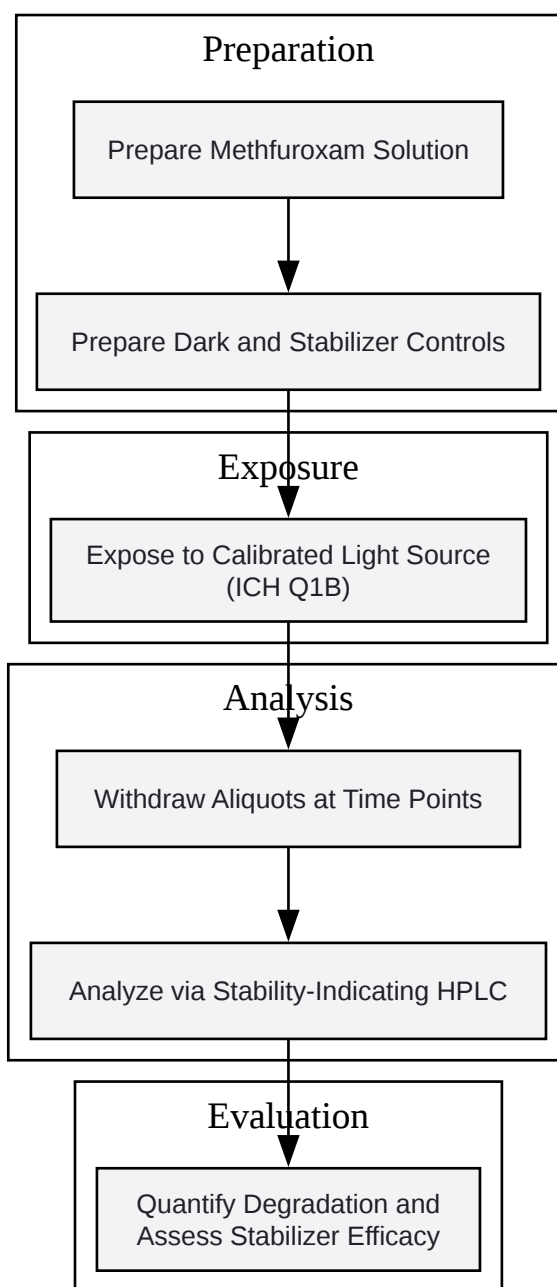 Preparation
Prepare Methfuroxam Solution
Prepare Dark and Stabilizer Controls
Exposure
Expose to Calibrated Light Source
(ICH Q1B)
Analysis
Withdraw Aliquots at Time Points
Analyze via Stability-Indicating HPLC
Evaluation
Quantify Degradation and
Assess Stabilizer Efficacy